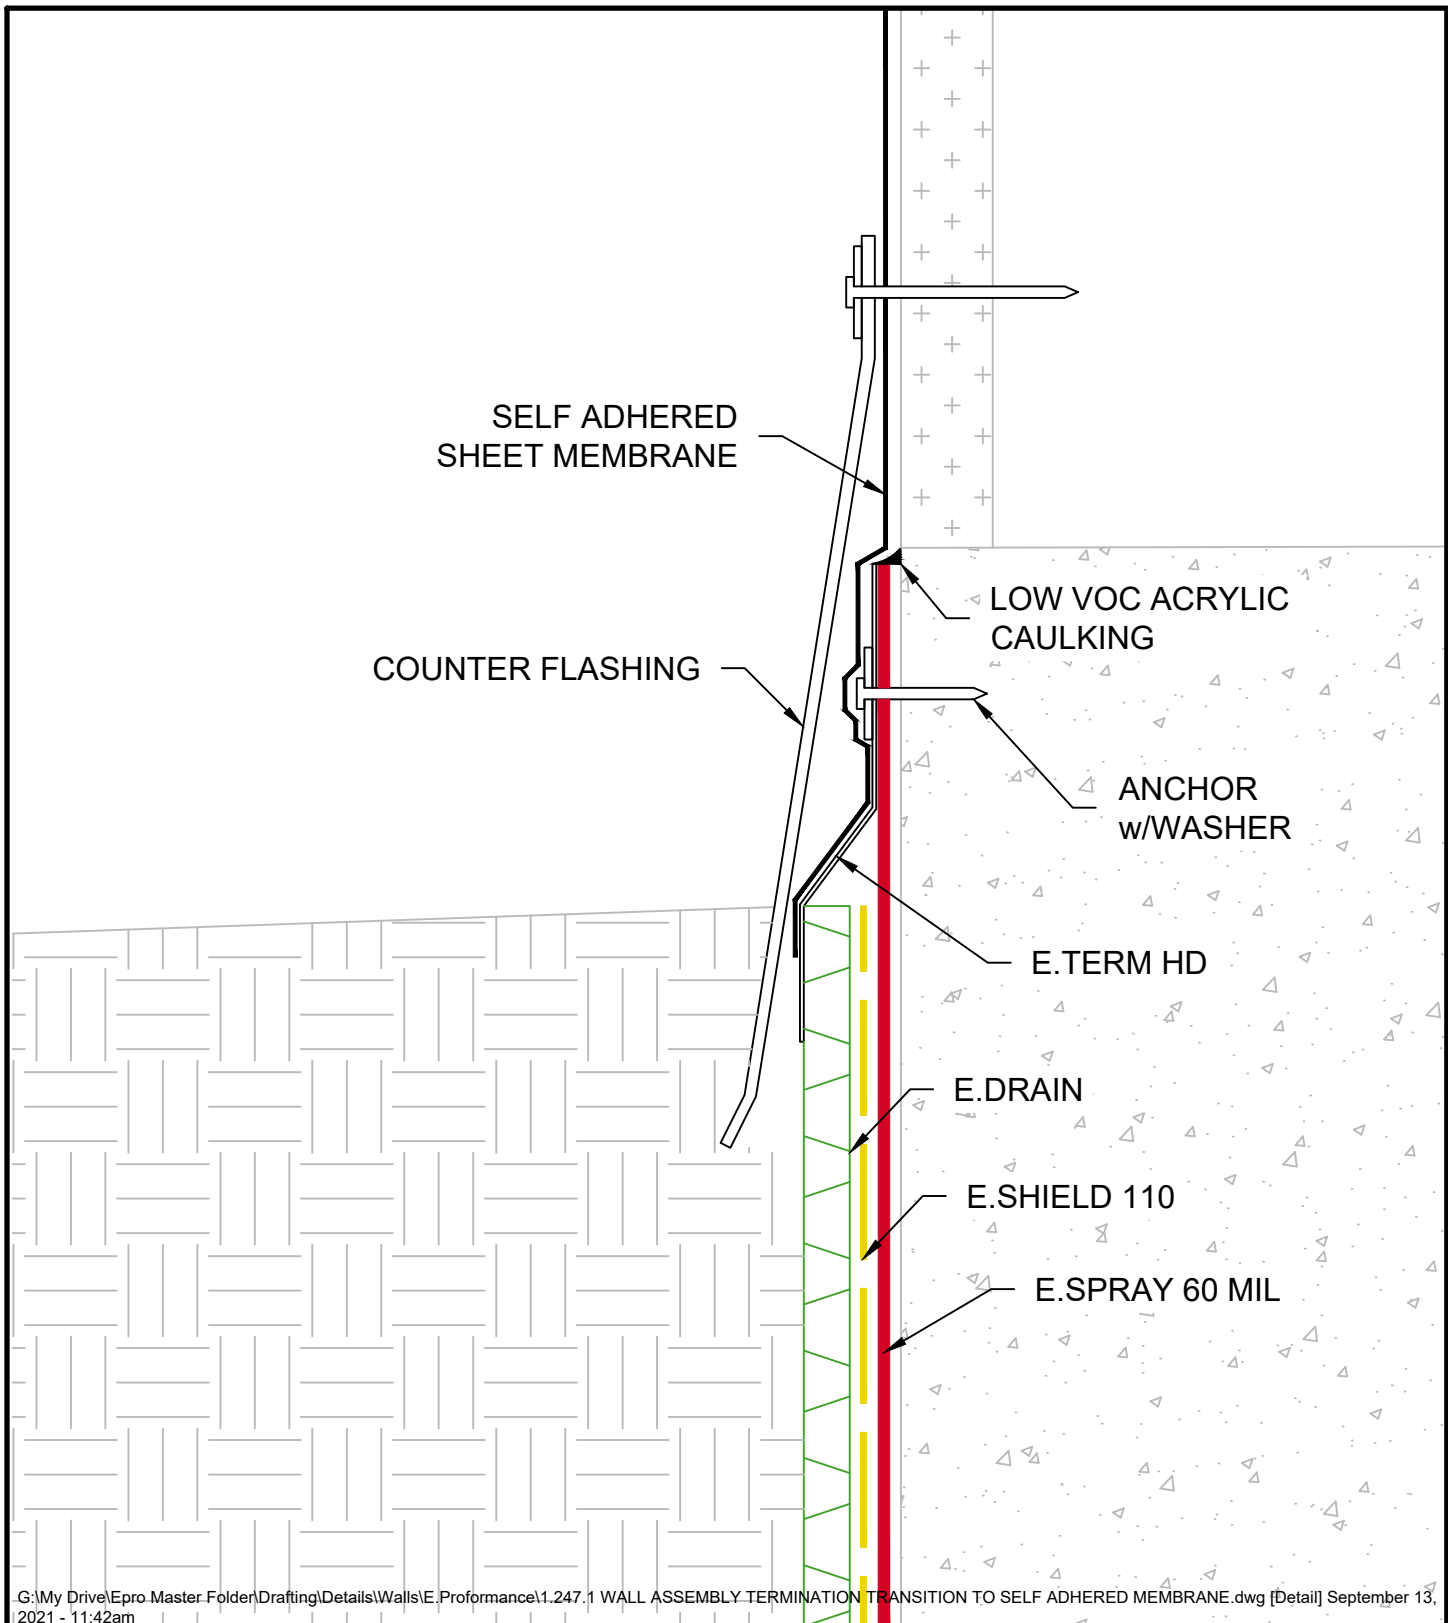 SELF ADHERED
SHEET MEMBRANE
LOW VOC ACRYLIC
CAULKING
COUNTER FLASHING
ANCHOR
w/WASHER
E.TERM HD
E.DRAIN
E.SHIELD 110
E.SPRAY 60 MIL
G:\My Drive\Epro Master Folder\Drafting\Details\Walls\E.Proformance\1.247.1 WALL ASSEMBLY TERMINATION TRANSITION TO SELF ADHERED MEMBRANE.dwg [Detail] September 13,
2021 - 11:42am